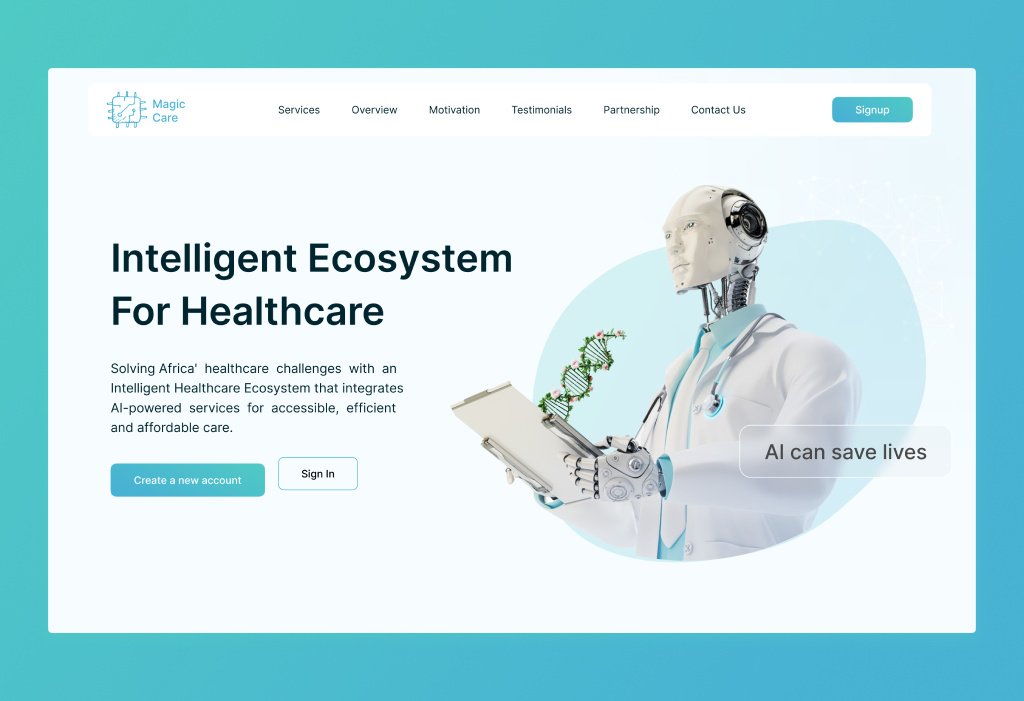 Magic
Care
Services Overview Motivation Testimonials Partnership Contact Us
Signup
Intelligent Ecosystem
For Healthcare
Solving Africa' healthcare challenges with an
Intelligent Healthcare Ecosystem that integrates
AI-powered services for accessible, efficient
and affordable care.
Create a new account
Sign In
AI can save lives